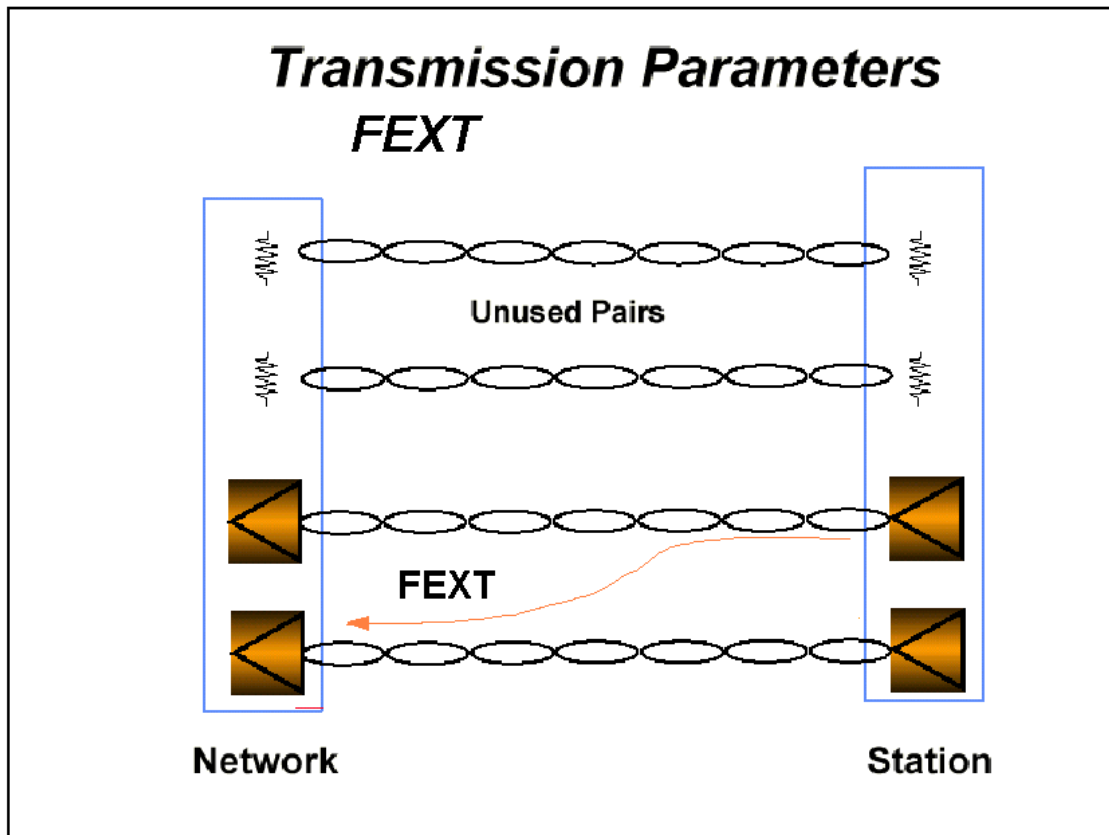 Transmission Parameters
FEXT
Unused Pairs
FEXT
Network
Station